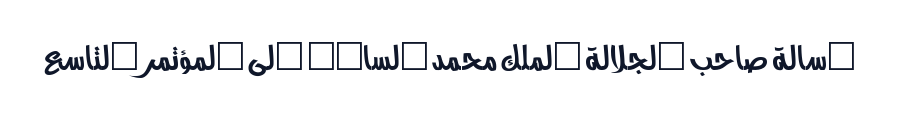 □سالة صاحب □لجلالة □لملك محمد □لسا□□ □لى □لمؤتمر □لتاسع